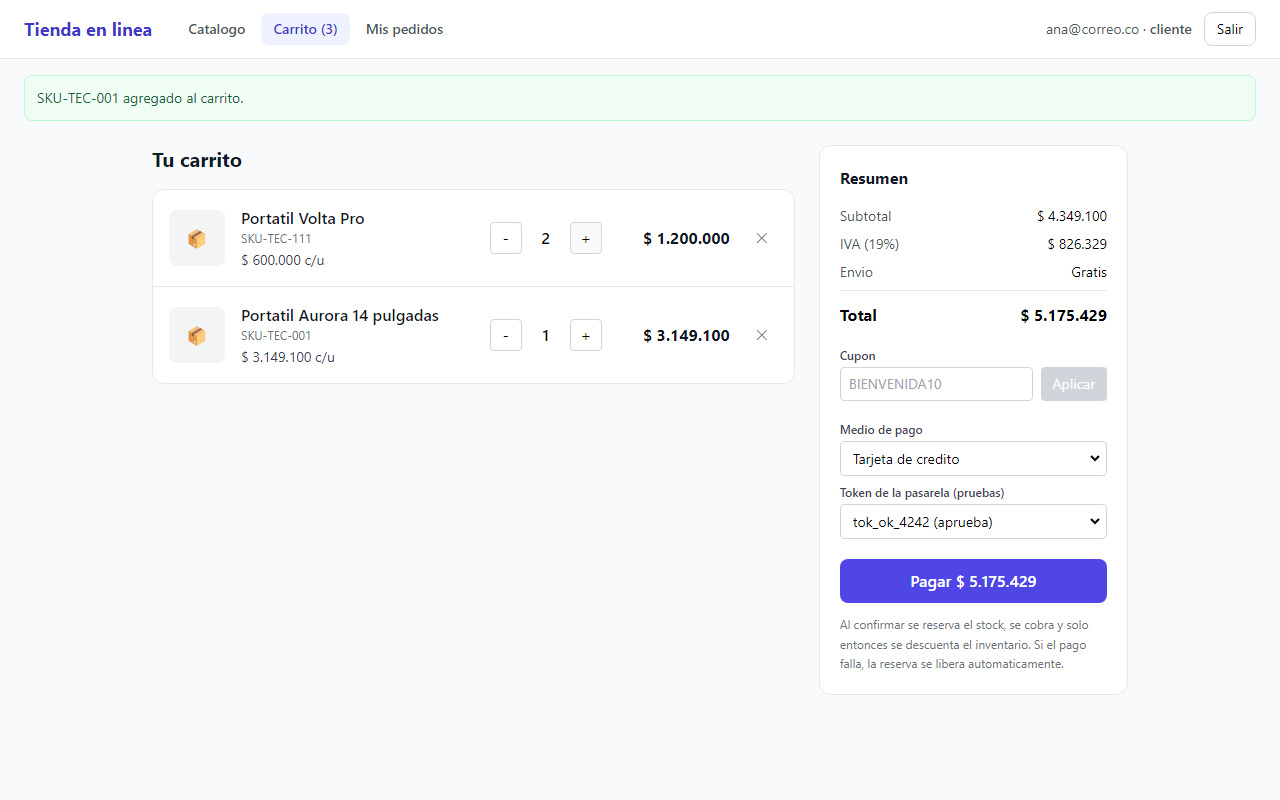 Tienda en linea
Catalogo
Carrito (3)
Mis pedidos
ana@correo.co · cliente
Salir
SKU-TEC-001 agregado al carrito.
Tu carrito
Portatil Volta Pro
SKU-TEC-111
$ 600.000 c/u
-
2
+
$ 1.200.000
×
Portatil Aurora 14 pulgadas
SKU-TEC-001
$ 3.149.100 c/u
-
1
+
$ 3.149.100
×
Resumen
Subtotal $ 4.349.100
IVA (19%) $ 826.329
Envio Gratis
Total $ 5.175.429
Cupon
BIENVENIDA10
Aplicar
Medio de pago
Tarjeta de credito
Token de la pasarela (pruebas)
tok_ok_4242 (aprueba)
Pagar $ 5.175.429
Al confirmar se reserva el stock, se cobra y solo
entonces se descuenta el inventario. Si el pago
falla, la reserva se libera automaticamente.